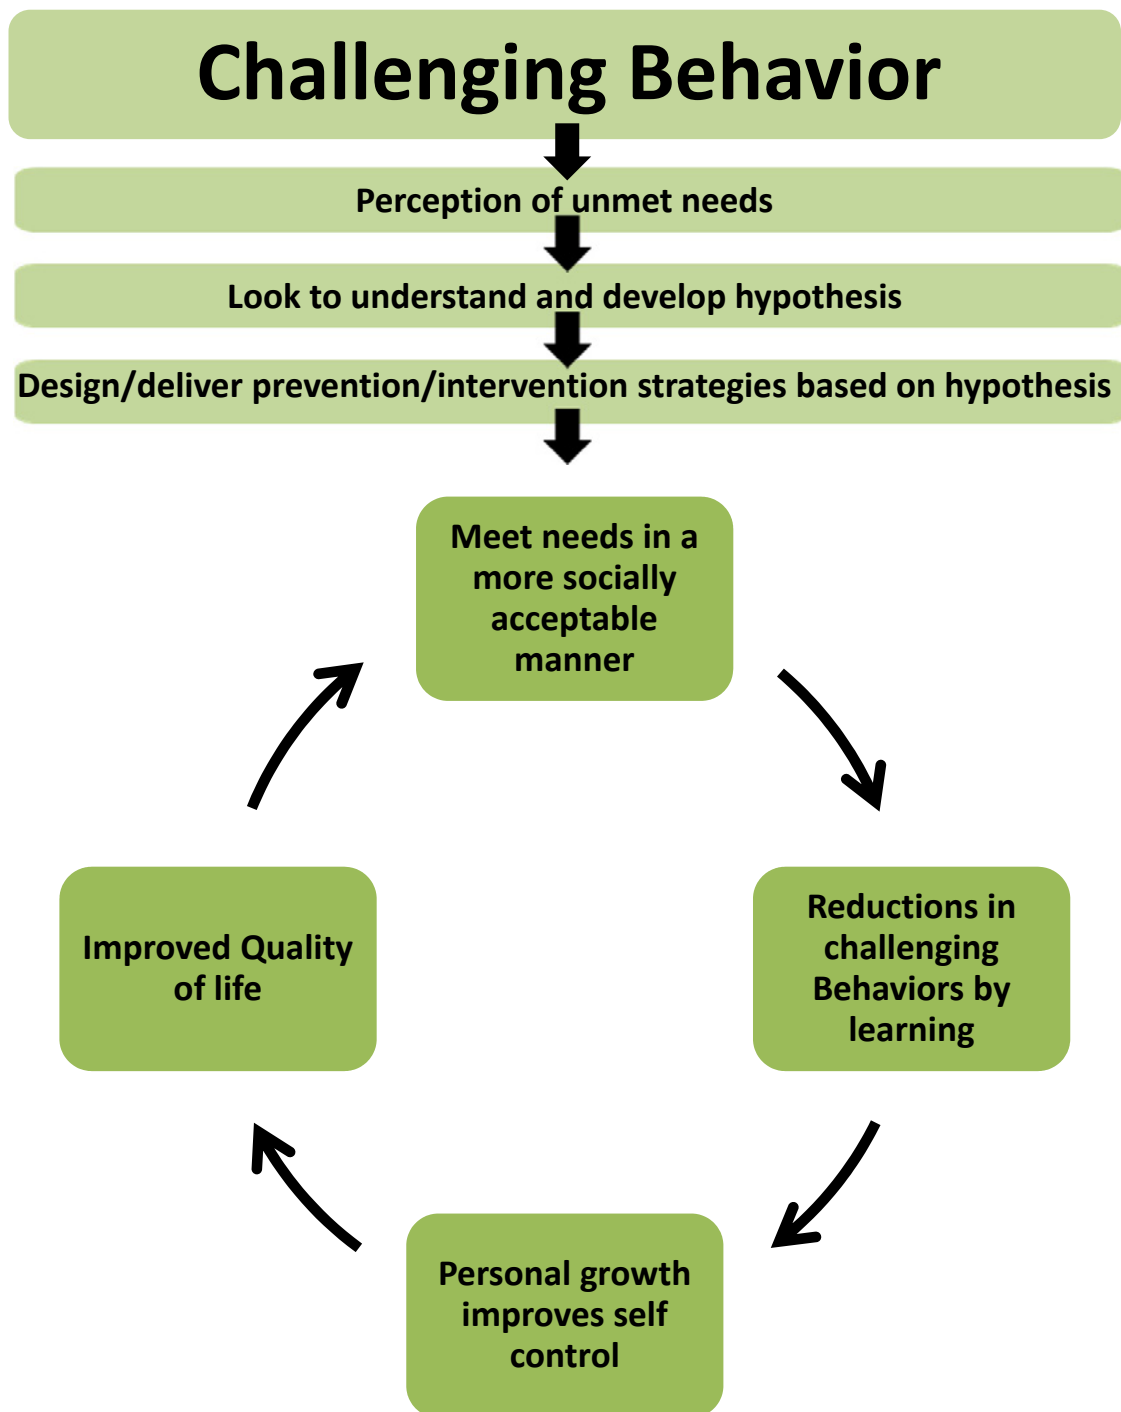 Challenging Behavior
Perception of unmet needs
Look to understand and develop hypothesis
Design/deliver prevention/intervention strategies based on hypothesis
Meet needs in a
more socially
acceptable
manner
Reductions in
challenging
Behaviors by
learning
Personal growth
improves self
control
Improved Quality
of life